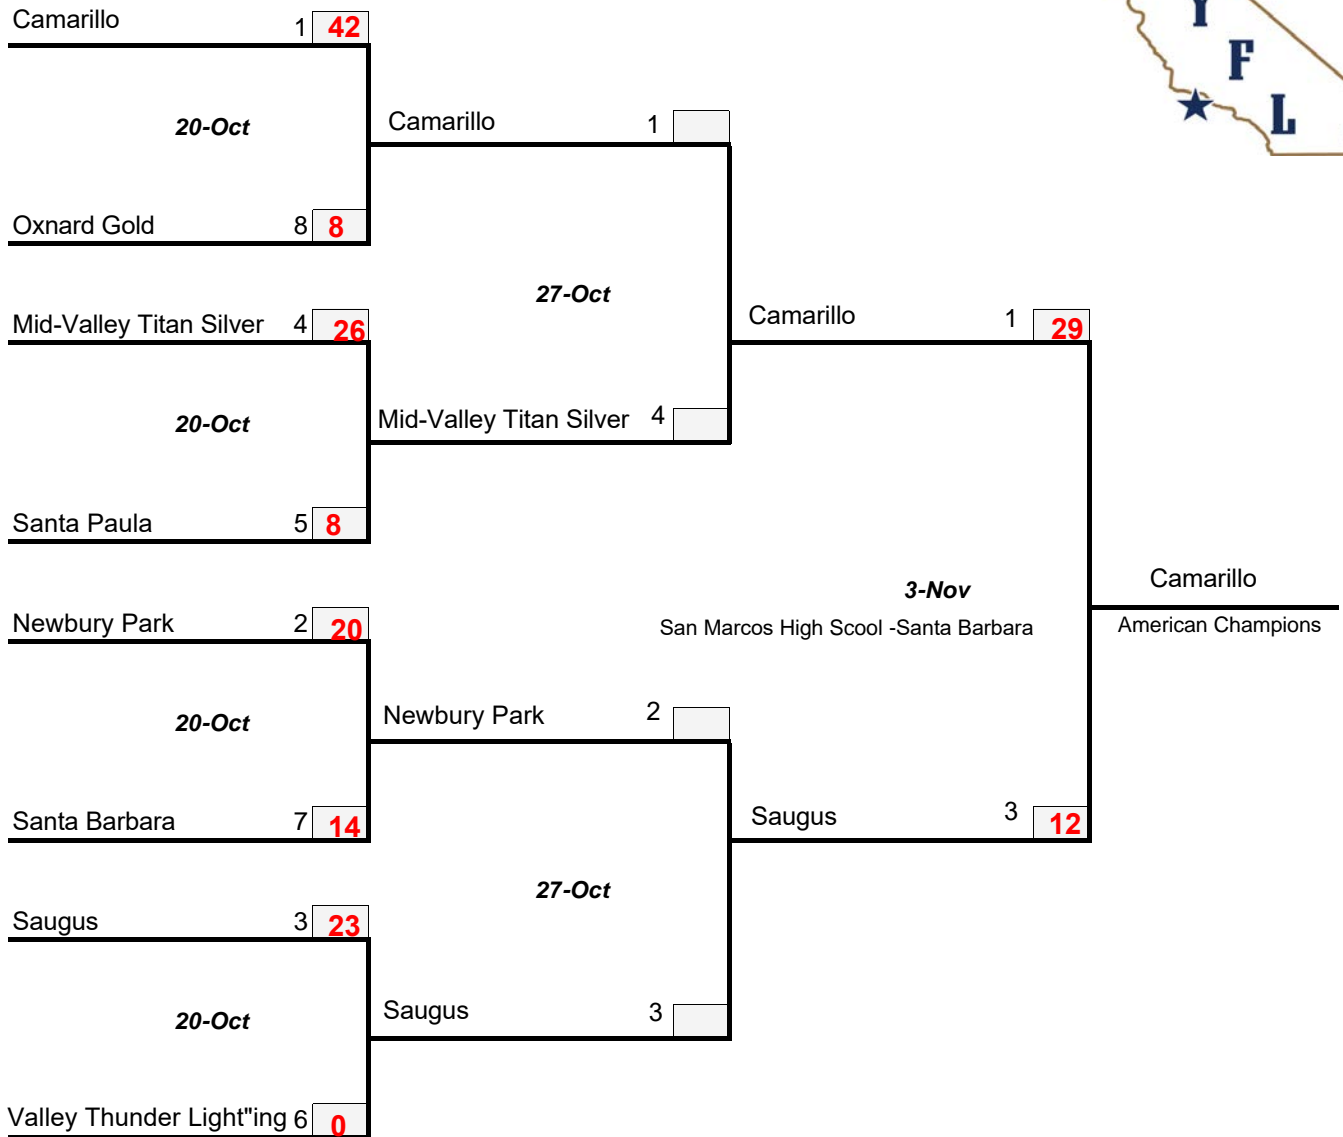 Camarillo 1 42
20-Oct
Oxnard Gold 8 8
Mid-Valley Titan Silver 4 26
20-Oct
Santa Paula 5 8
Newbury Park 2 20
20-Oct
Santa Barbara 7 14
Saugus 3 23
20-Oct
Valley Thunder Light"ing 6 0
Camarillo 1
27-Oct
Mid-Valley Titan Silver 4
Newbury Park 2
27-Oct
Saugus 3
Camarillo 1 29
3-Nov
San Marcos High Scool -Santa Barbara
Saugus 3 12
Camarillo
American Champions
Y
F
L